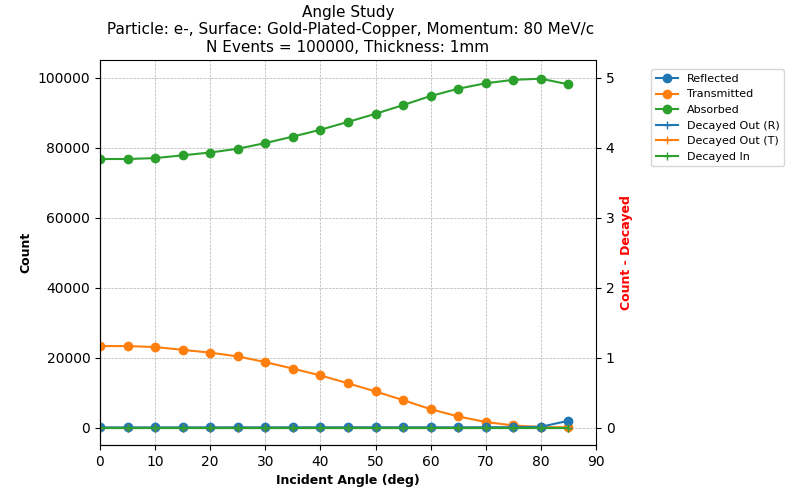 Angle Study
Particle: e-, Surface: Gold-Plated-Copper, Momentum: 80 MeV/c
N Events = 100000, Thickness: 1mm
Count
100000
80000
60000
40000
20000
0
0 10 20 30 40 50 60 70 80 90
Incident Angle (deg)
5
4
3
2
1
0
Count - Decayed
Reflected
Transmitted
Absorbed
Decayed Out (R)
Decayed Out (T)
Decayed In